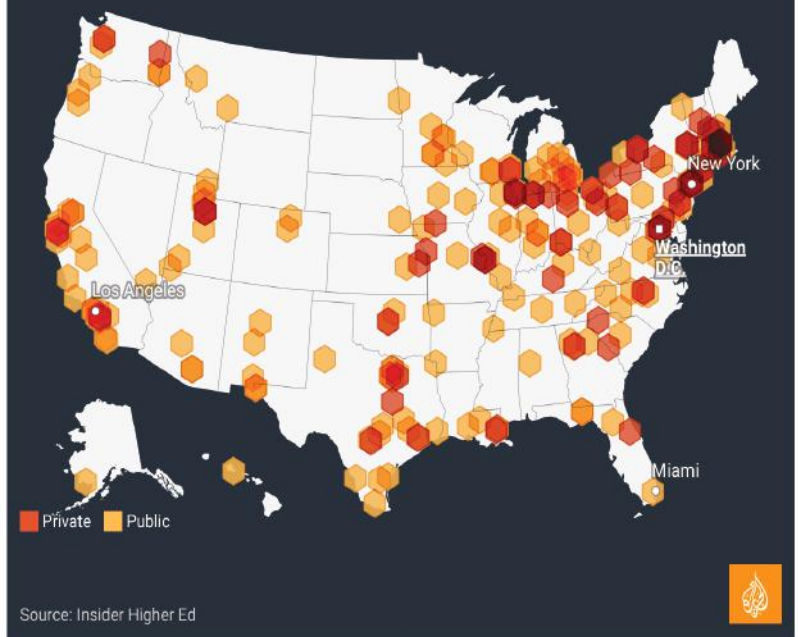 New York
Washington
D.C.
Los Angeles
Miami
Private
Public
Source: Insider Higher Ed